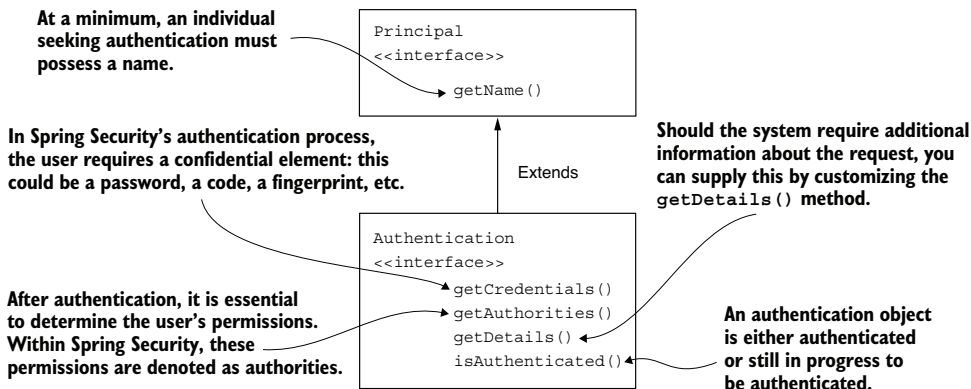 At a minimum, an individual
seeking authentication must
possess a name.
Principal
<<interface>>
getName()
In Spring Security's authentication process,
the user requires a confidential element: this
could be a password, a code, a fingerprint, etc.
Extends
Should the system require additional
information about the request, you
can supply this by customizing the
getDetails() method.
Authentication
<<interface>>
getCredentials()
getAuthorities()
getDetails()
isAuthenticated()
After authentication, it is essential
to determine the user's permissions.
Within Spring Security, these
permissions are denoted as authorities.
An authentication object
is either authenticated
or still in progress to
be authenticated.